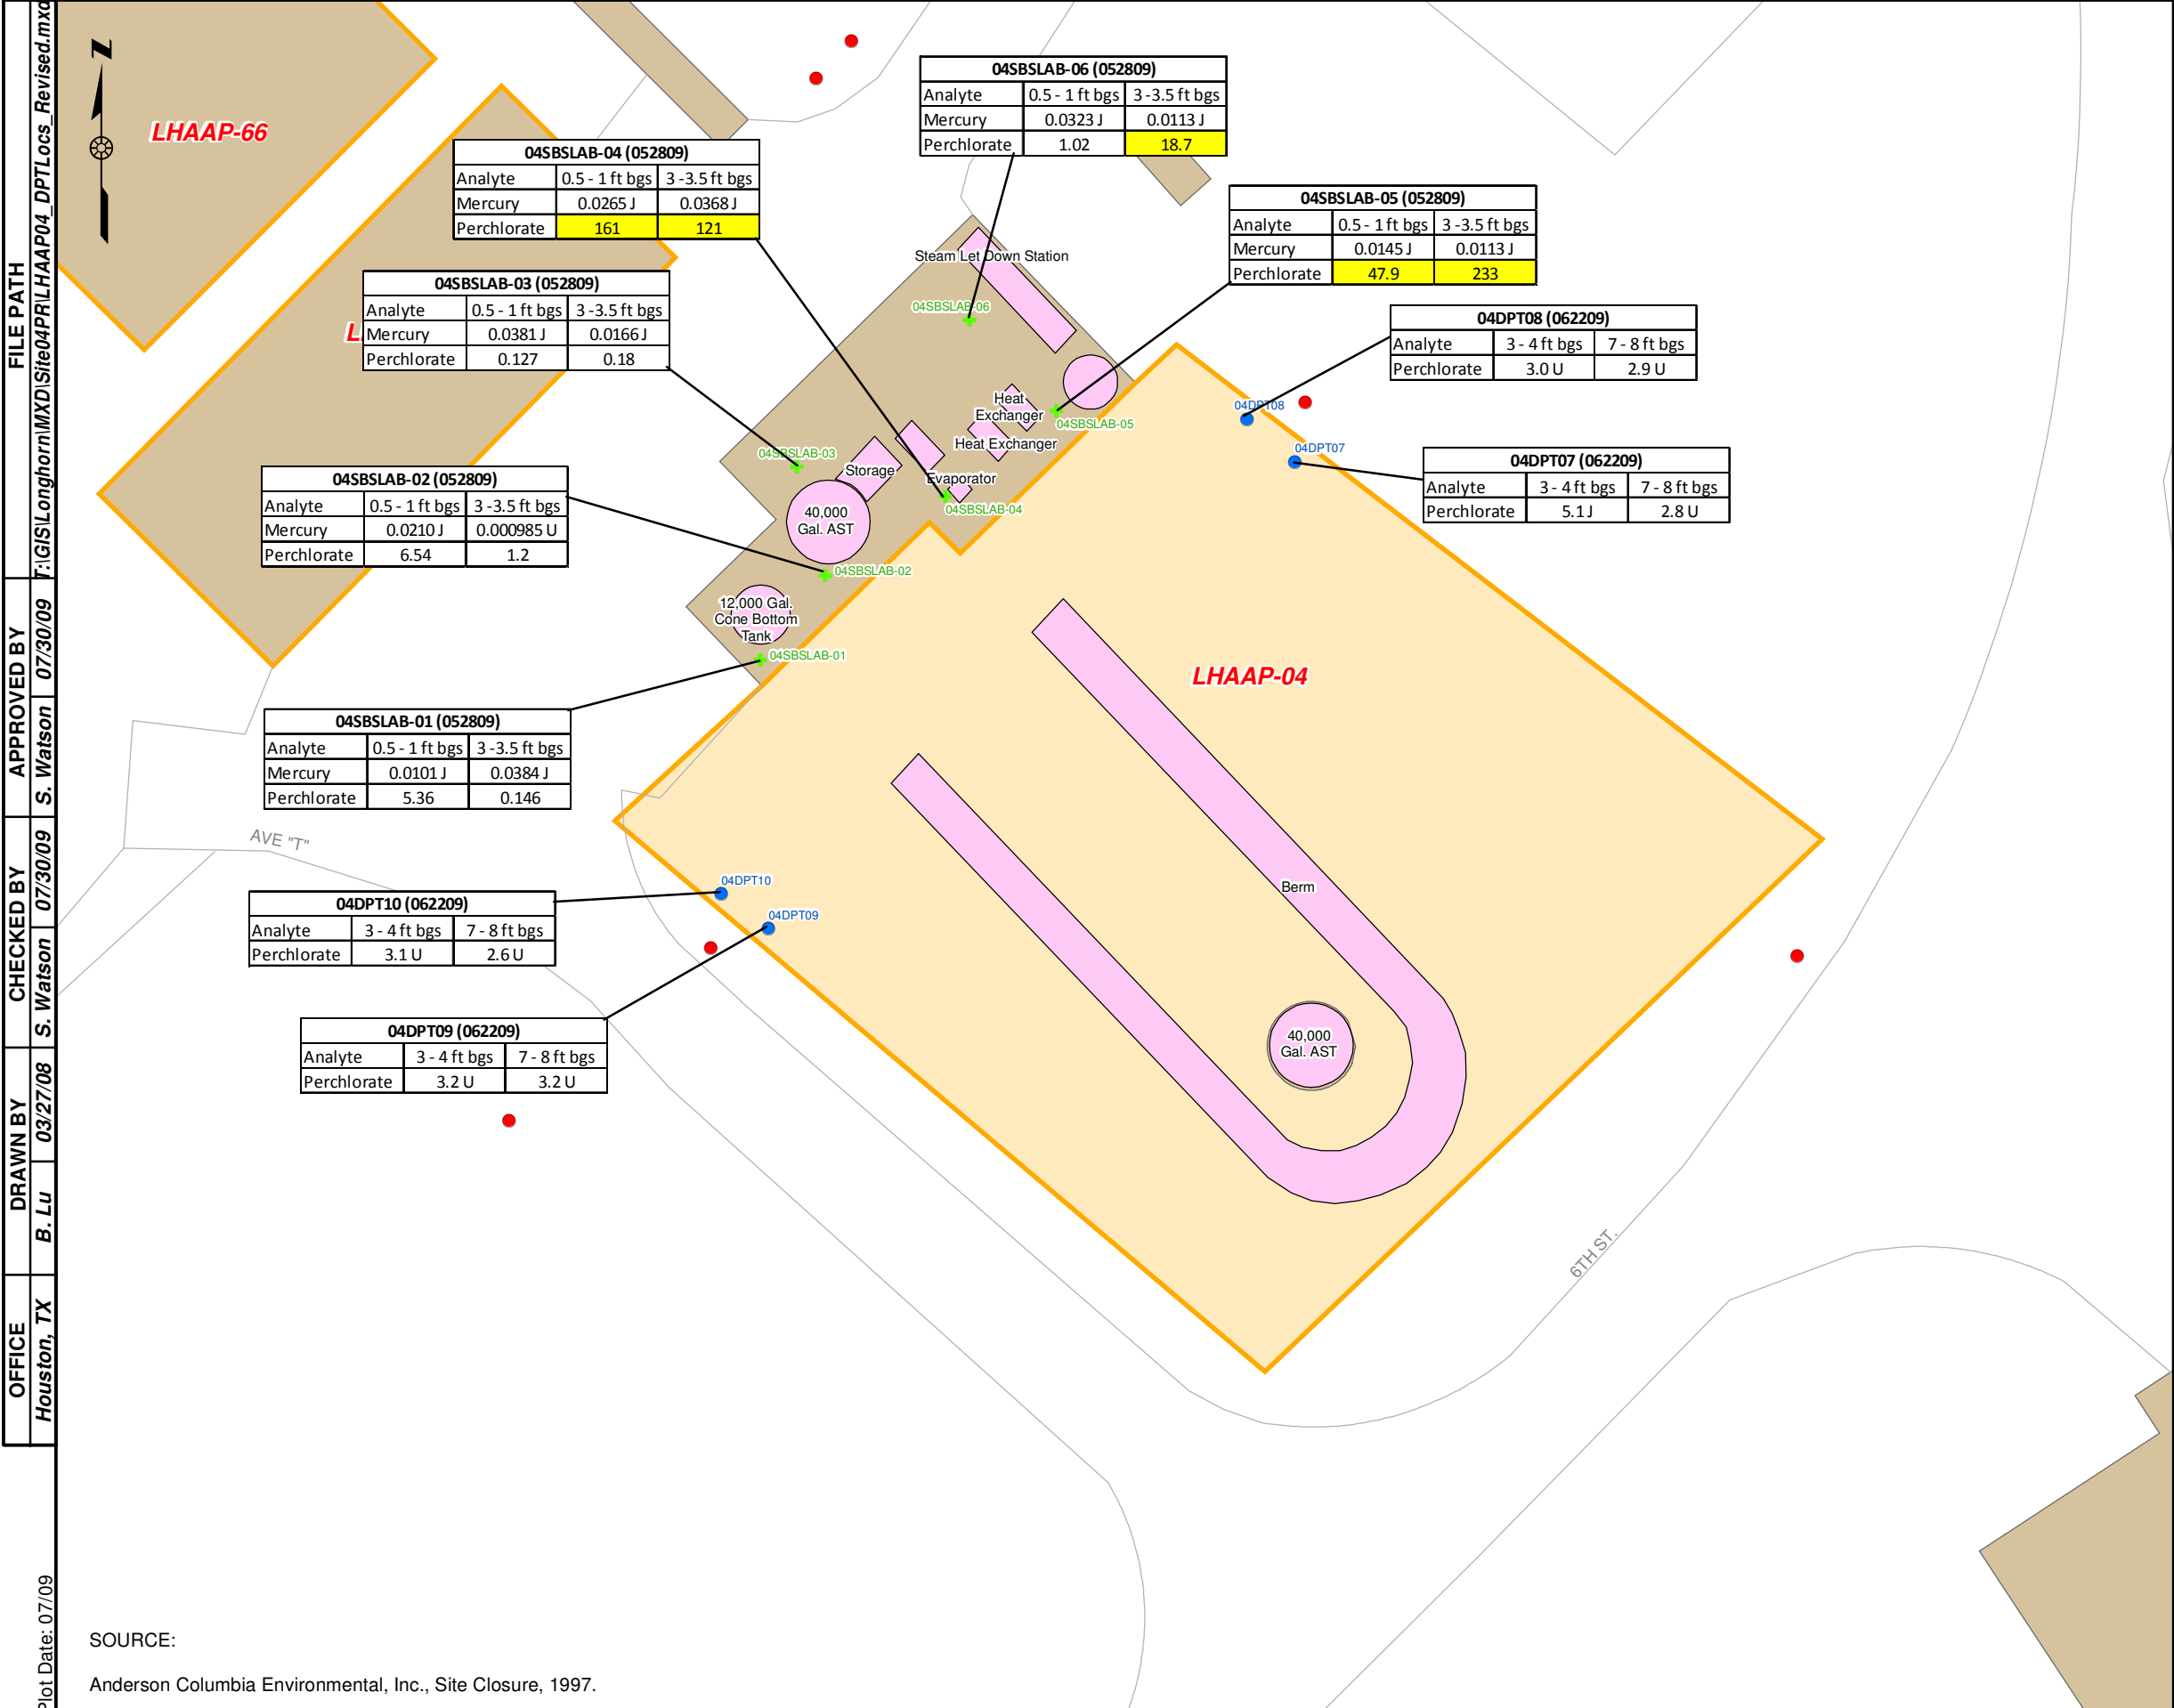 FILE PATH
T:\GIS\Longhorn\MXD\Site04PR\LHAAP04_DPTLocs_Revised.mxd
APPROVED BY
S. Watson 07/30/09
CHECKED BY
S. Watson 07/30/09
DRAWN BY
B. Lu 03/27/08
OFFICE
Houston, TX
Plot Date: 07/09
N
LHAAP-66
04SBSLAB-06 (052809)
Analyte 0.5 - 1 ft bgs 3 -3.5 ft bgs
Mercury 0.0323 J 0.0113 J
Perchlorate 1.02 18.7
04SBSLAB-04 (052809)
Analyte 0.5 - 1 ft bgs 3 -3.5 ft bgs
Mercury 0.0265 J 0.0368 J
Perchlorate 161 121
04SBSLAB-05 (052809)
Analyte 0.5 - 1 ft bgs 3 -3.5 ft bgs
Mercury 0.0145 J 0.0113 J
Perchlorate 47.9 233
04SBSLAB-03 (052809)
Analyte 0.5 - 1 ft bgs 3 -3.5 ft bgs
Mercury 0.0381 J 0.0166 J
Perchlorate 0.127 0.18
L
04DPT08 (062209)
Analyte 3 - 4 ft bgs 7 - 8 ft bgs
Perchlorate 3.0 U 2.9 U
04DPT07 (062209)
Analyte 3 - 4 ft bgs 7 - 8 ft bgs
Perchlorate 5.1 J 2.8 U
04SBSLAB-02 (052809)
Analyte 0.5 - 1 ft bgs 3 -3.5 ft bgs
Mercury 0.0210 J 0.000985 U
Perchlorate 6.54 1.2
Steam Let Down Station
04SBSLAB-06
Heat
Exchanger
04SBSLAB-05
Heat Exchanger
04DPT08
04DPT07
04SBSLAB-03
Storage
Evaporator
04SBSLAB-04
40,000
Gal. AST
04SBSLAB-02
12,000 Gal.
Cone Bottom
Tank
04SBSLAB-01
LHAAP-04
04SBSLAB-01 (052809)
Analyte 0.5 - 1 ft bgs 3 -3.5 ft bgs
Mercury 0.0101 J 0.0384 J
Perchlorate 5.36 0.146
AVE "T"
04DPT10
04DPT09
Berm
04DPT10 (062209)
Analyte 3 - 4 ft bgs 7 - 8 ft bgs
Perchlorate 3.1 U 2.6 U
04DPT09 (062209)
Analyte 3 - 4 ft bgs 7 - 8 ft bgs
Perchlorate 3.2 U 3.2 U
40,000
Gal. AST
6TH ST.
SOURCE:
Anderson Columbia Environmental, Inc., Site Closure, 1997.